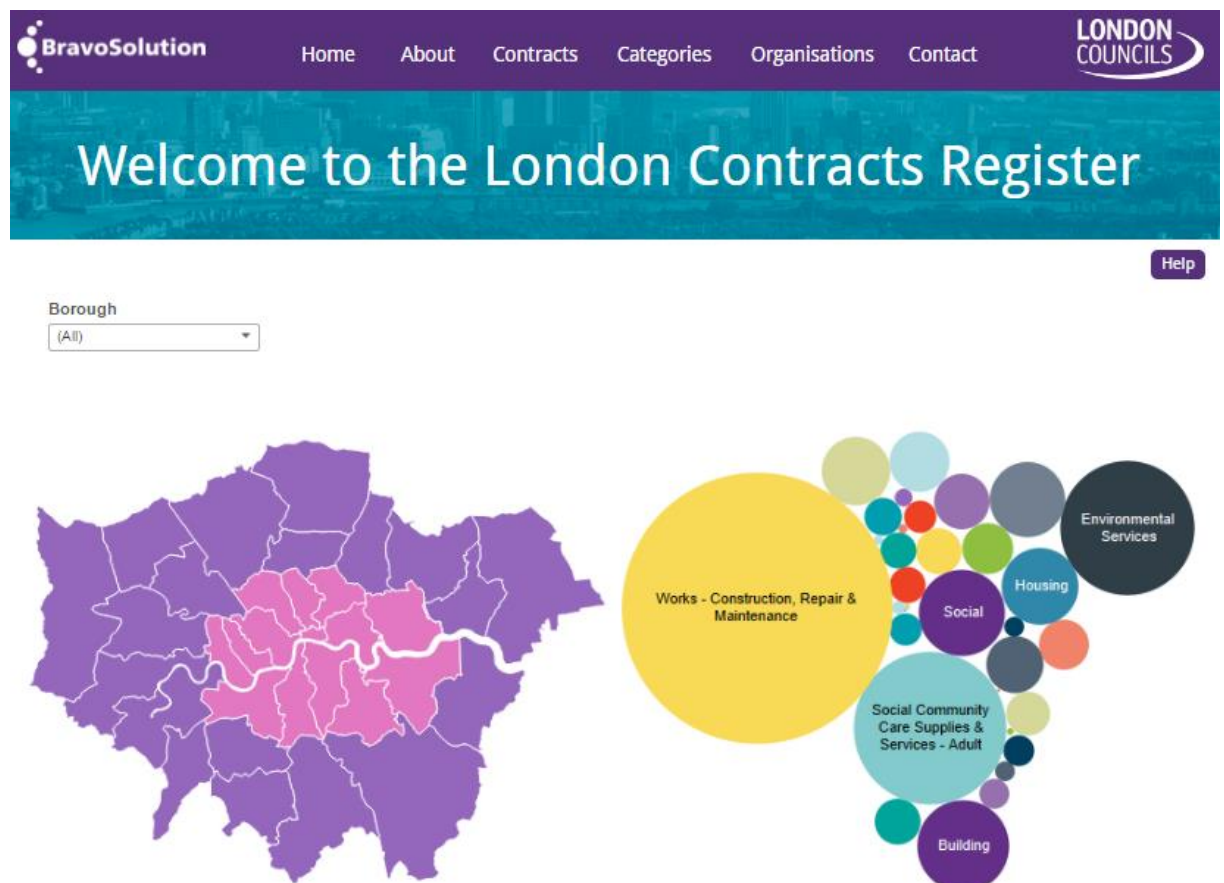 BravoSolution
Home About Contracts Categories Organisations Contact
LONDON
COUNCILS
Welcome to the London Contracts Register
Help
Borough
(All)
Works - Construction, Repair &
Maintenance
Environmental
Services
Housing
Social
Social Community
Care Supplies &
Services - Adult
Building